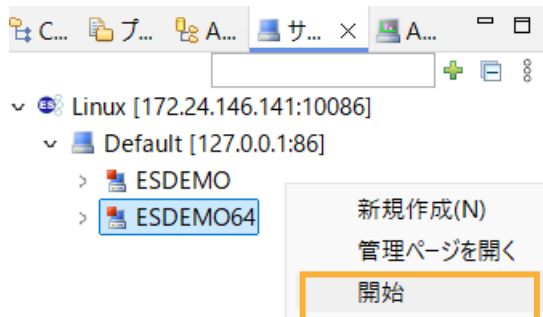 C... プ... A... サ... A...
Linux [172.24.146.141:10086]
Default [127.0.0.1:86]
ESDEMO
ESDEMO64
新規作成(N)
管理ページを開く
開始